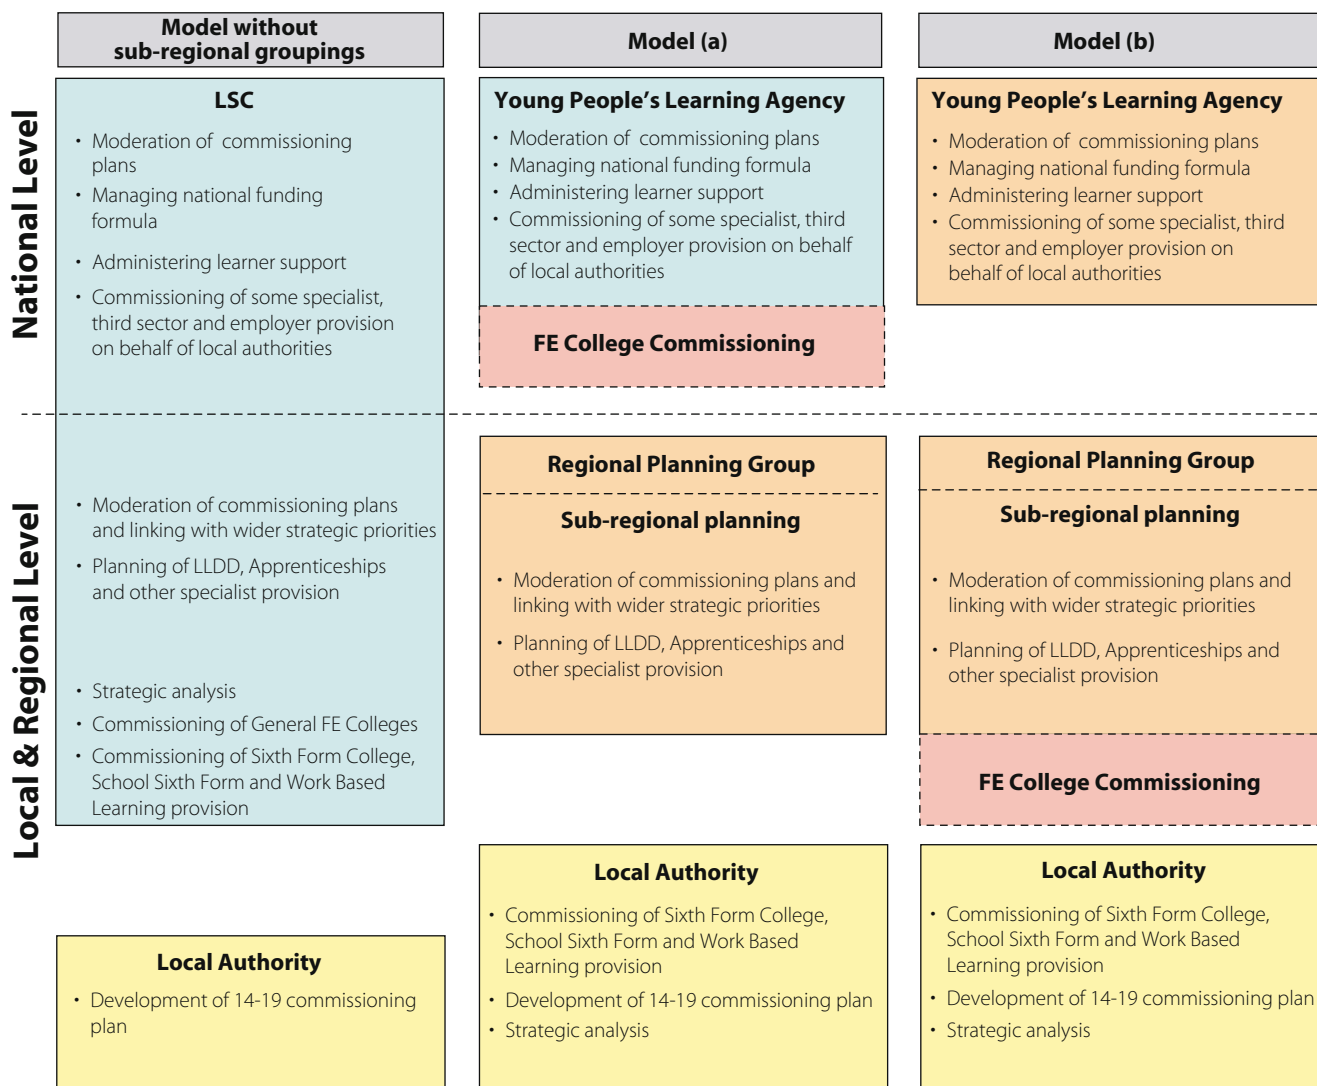 Model without
sub-regional groupings
Model (a)
Model (b)
National Level
LSC
• Moderation of commissioning
plans
• Managing national funding
formula
• Administering learner support
• Commissioning of some specialist,
third sector and employer provision
on behalf of local authorities
Young People’s Learning Agency
• Moderation of commissioning plans
• Managing national funding formula
• Administering learner support
• Commissioning of some specialist, third
sector and employer provision on behalf
of local authorities
FE College Commissioning
Young People’s Learning Agency
• Moderation of commissioning plans
• Managing national funding formula
• Administering learner support
• Commissioning of some specialist, third
sector and employer provision on
behalf of local authorities
Local & Regional Level
• Moderation of commissioning plans
and linking with wider strategic priorities
• Planning of LLDD, Apprenticeships
and other specialist provision
• Strategic analysis
• Commissioning of General FE Colleges
• Commissioning of Sixth Form College,
School Sixth Form and Work Based
Learning provision
Regional Planning Group
Sub-regional planning
• Moderation of commissioning plans and
linking with wider strategic priorities
• Planning of LLDD, Apprenticeships and
other specialist provision
Regional Planning Group
Sub-regional planning
• Moderation of commissioning plans and
linking with wider strategic priorities
• Planning of LLDD, Apprenticeships and
other specialist provision
FE College Commissioning
Local Authority
• Development of 14-19 commissioning
plan
Local Authority
• Commissioning of Sixth Form College,
School Sixth Form and Work Based
Learning provision
• Development of 14-19 commissioning plan
• Strategic analysis
Local Authority
• Commissioning of Sixth Form College,
School Sixth Form and Work Based
Learning provision
• Development of 14-19 commissioning plan
• Strategic analysis